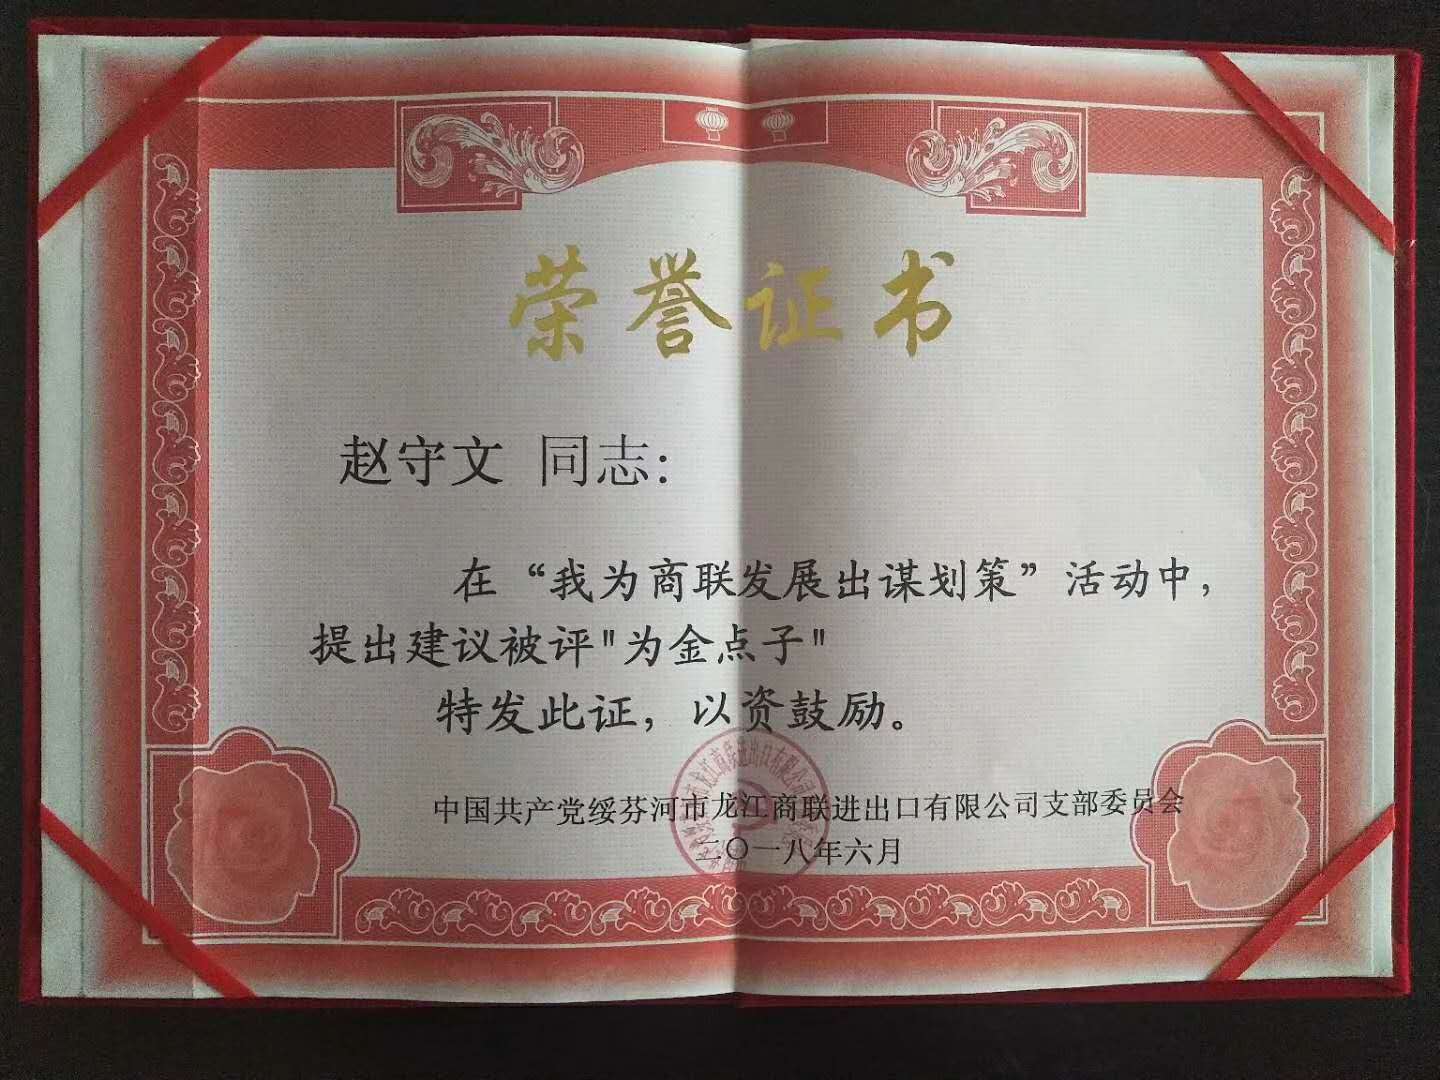 荣誉证书
赵守文 同志：
在“我为商联发展出谋划策”活动中，
提出建议被评"为金点子"
特发此证，以资鼓励。
中国共产党绥芬河市龙江商联进出口有限公司支部委员会
二〇一八年六月